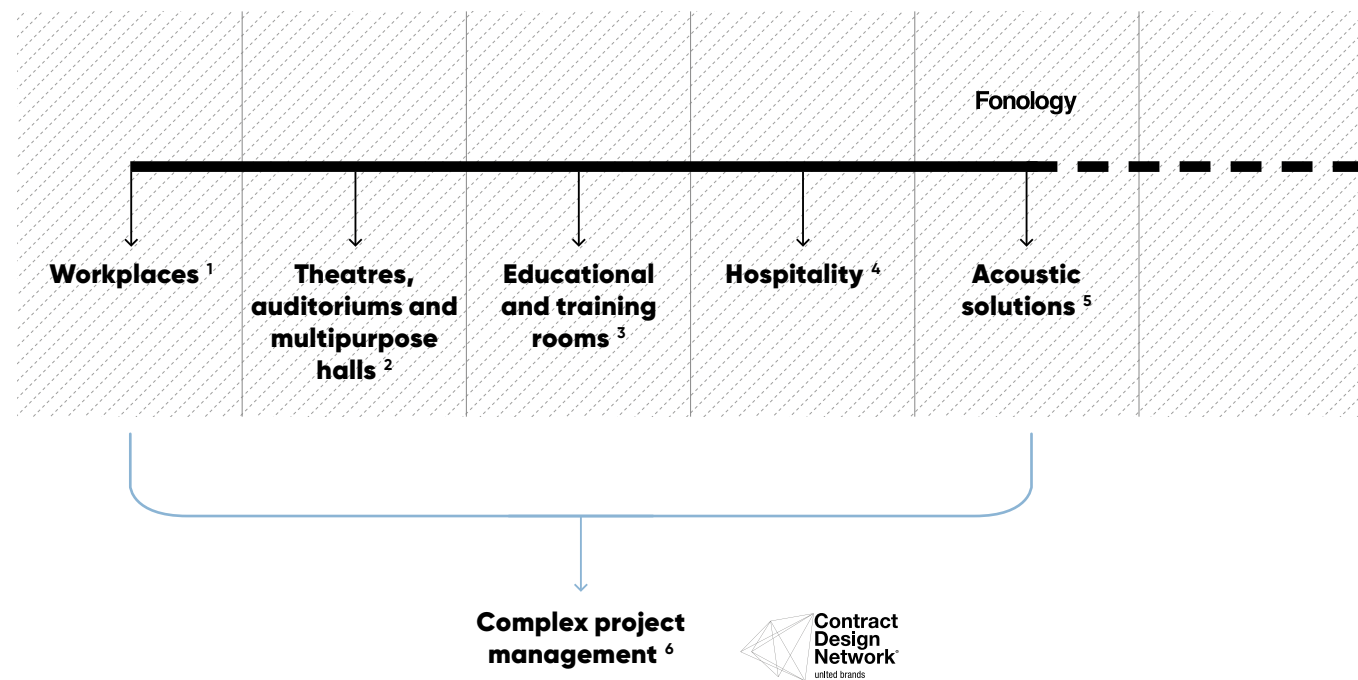 Fonology
Workplaces 1
Theatres,
auditoriums and
multipurpose
halls 2
Educational
and training
rooms 3
Hospitality 4
Acoustic
solutions 5
Complex project
management 6
Contract
Design
Network®
united brands